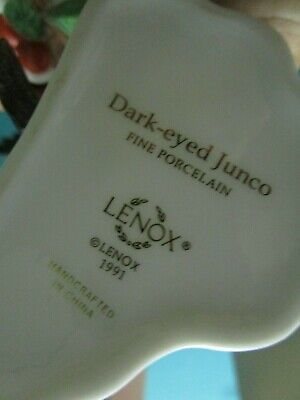 Dark-eyed Junco
FINE PORCELAIN
LENOX®
©LENOX
1991
HANDCRAFTED
IN CHINA